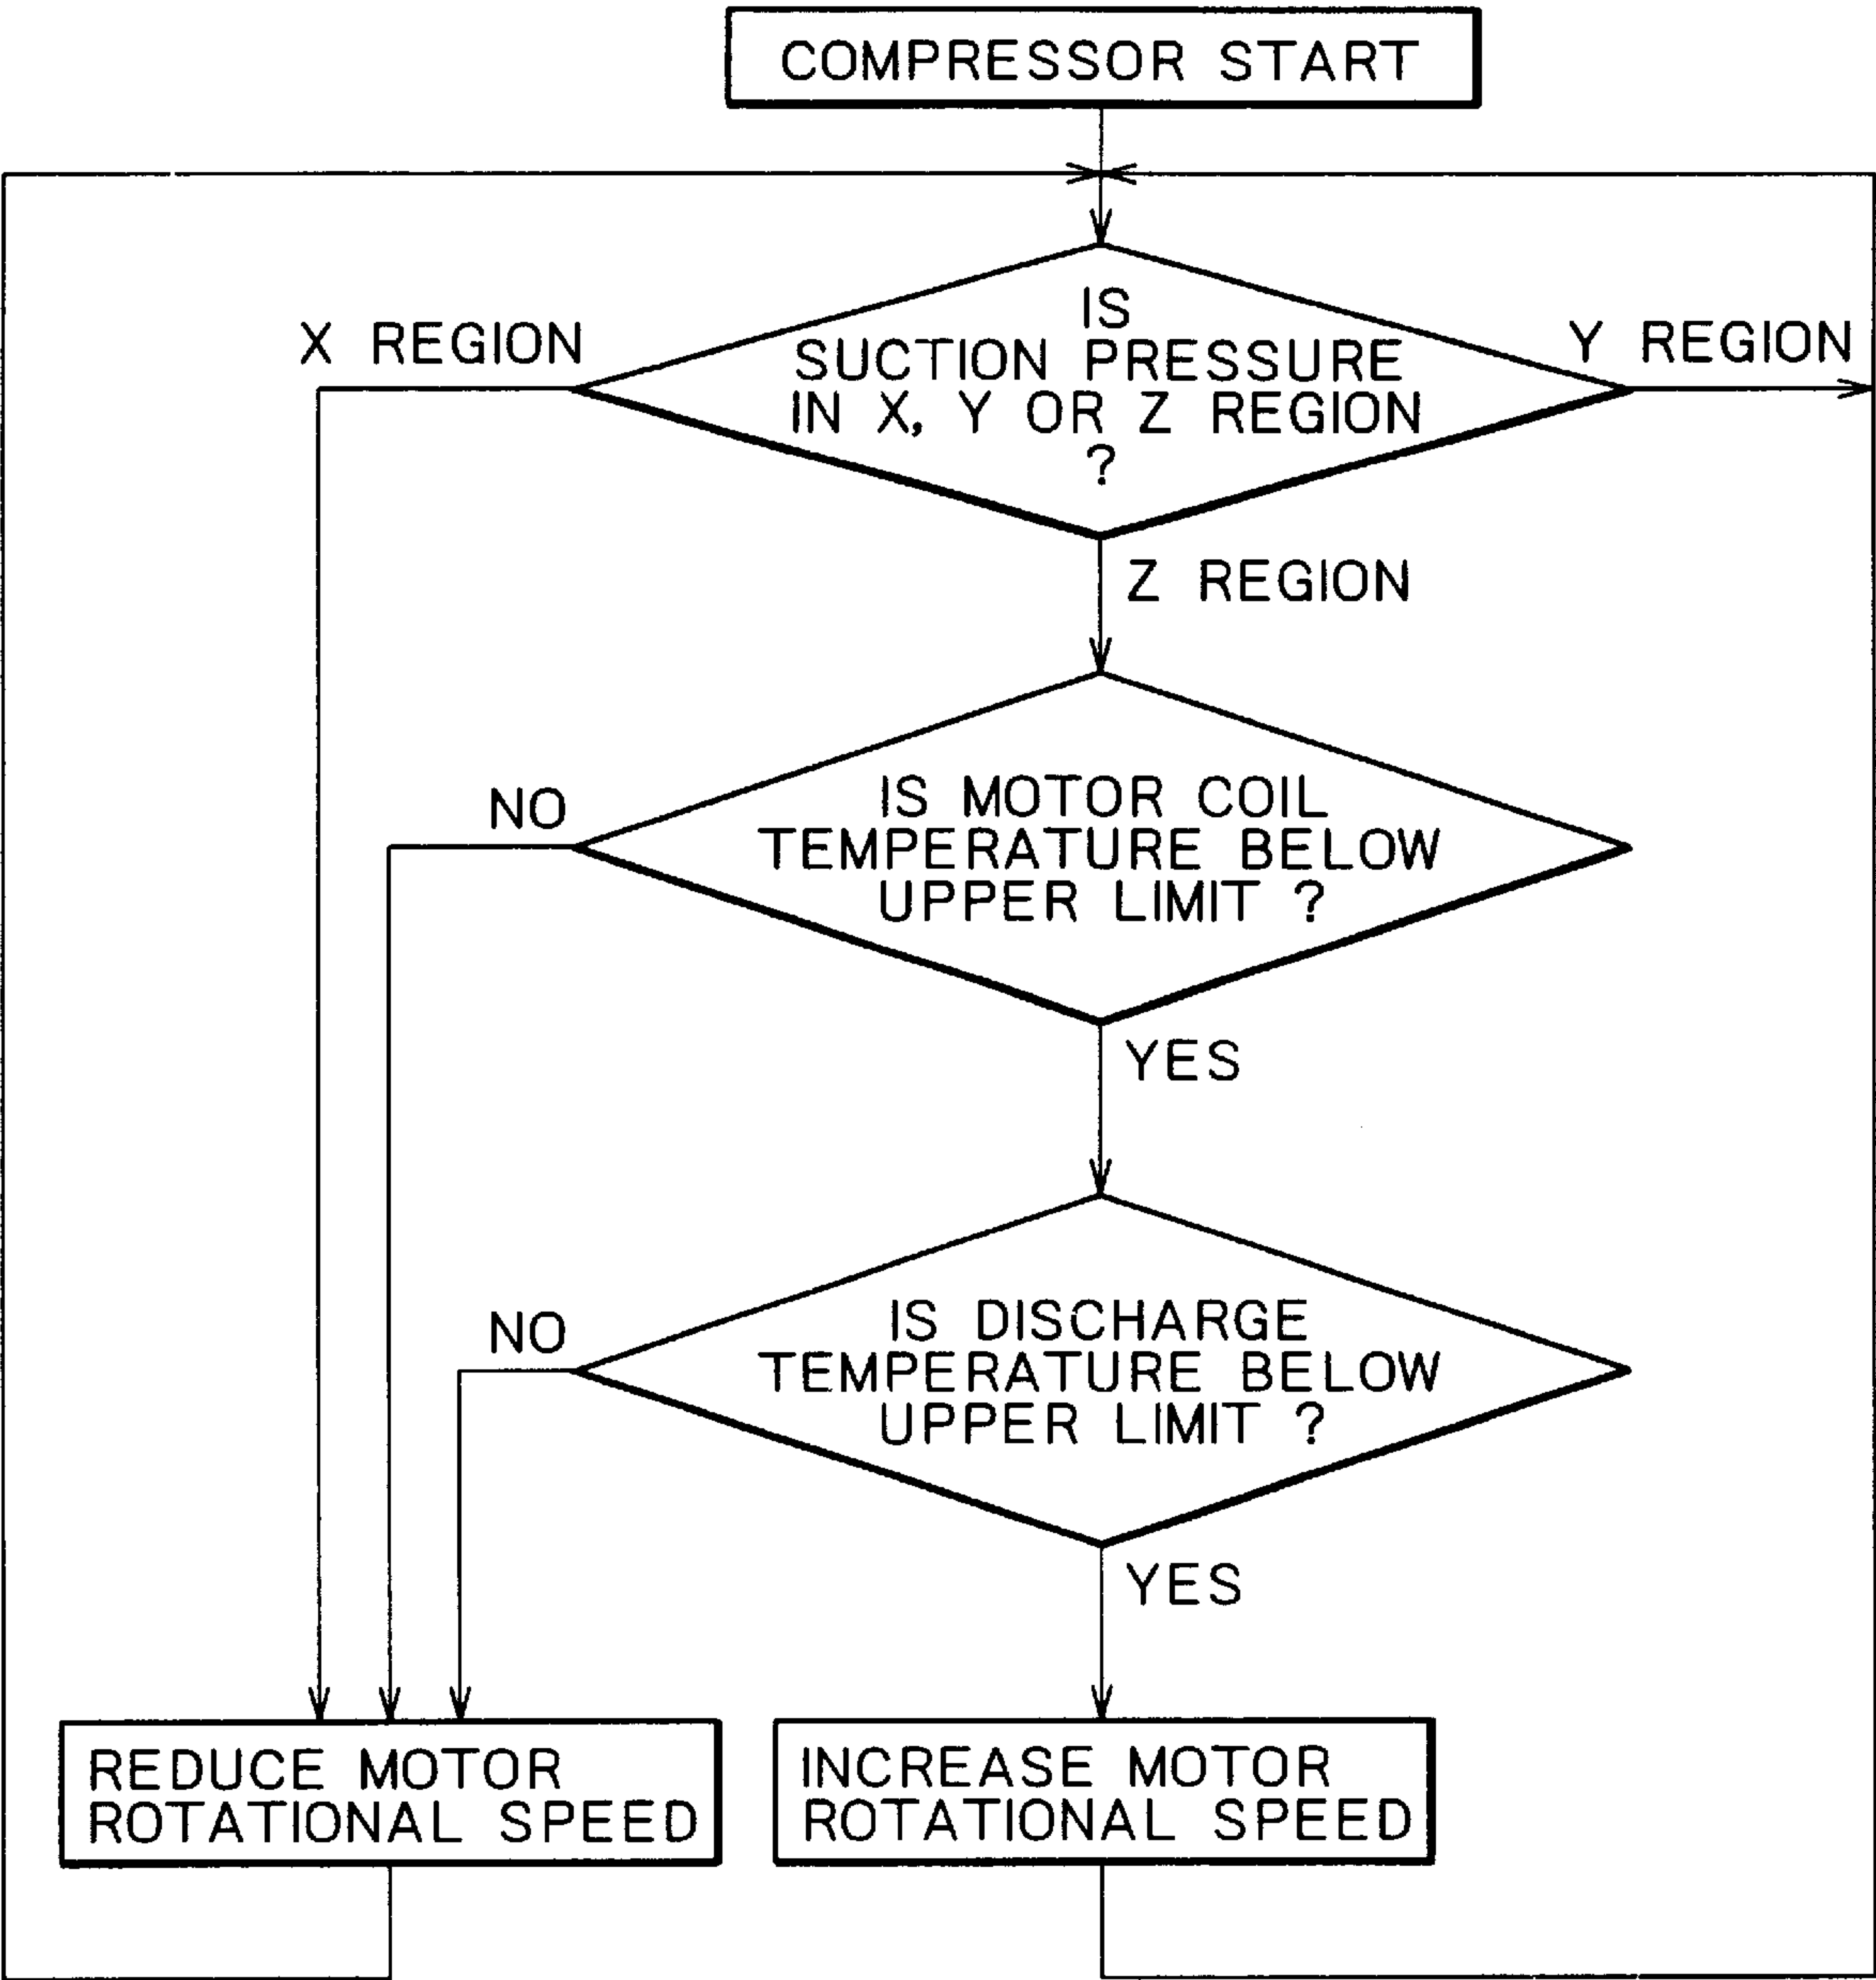 COMPRESSOR START
X REGION
IS
SUCTION PRESSURE
IN X, Y OR Z REGION
?
Y REGION
Z REGION
NO
IS MOTOR COIL
TEMPERATURE BELOW
UPPER LIMIT ?
YES
NO
IS DISCHARGE
TEMPERATURE BELOW
UPPER LIMIT ?
YES
REDUCE MOTOR
ROTATIONAL SPEED
INCREASE MOTOR
ROTATIONAL SPEED